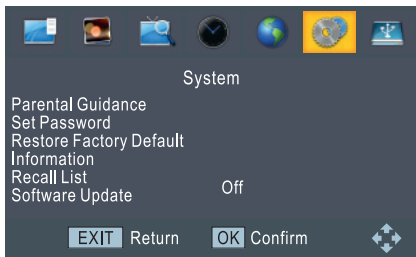 System
Parental Guidance
Set Password
Restore Factory Default
Information
Recall List
Software Update Off
EXIT Return OK Confirm